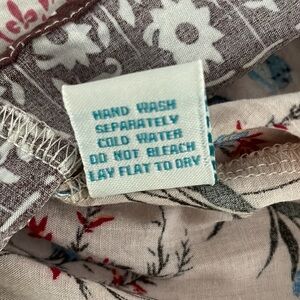 HAND WASH
SEPARATELY
COLD WATER
DO NOT BLEACH
LAY FLAT TO DRY